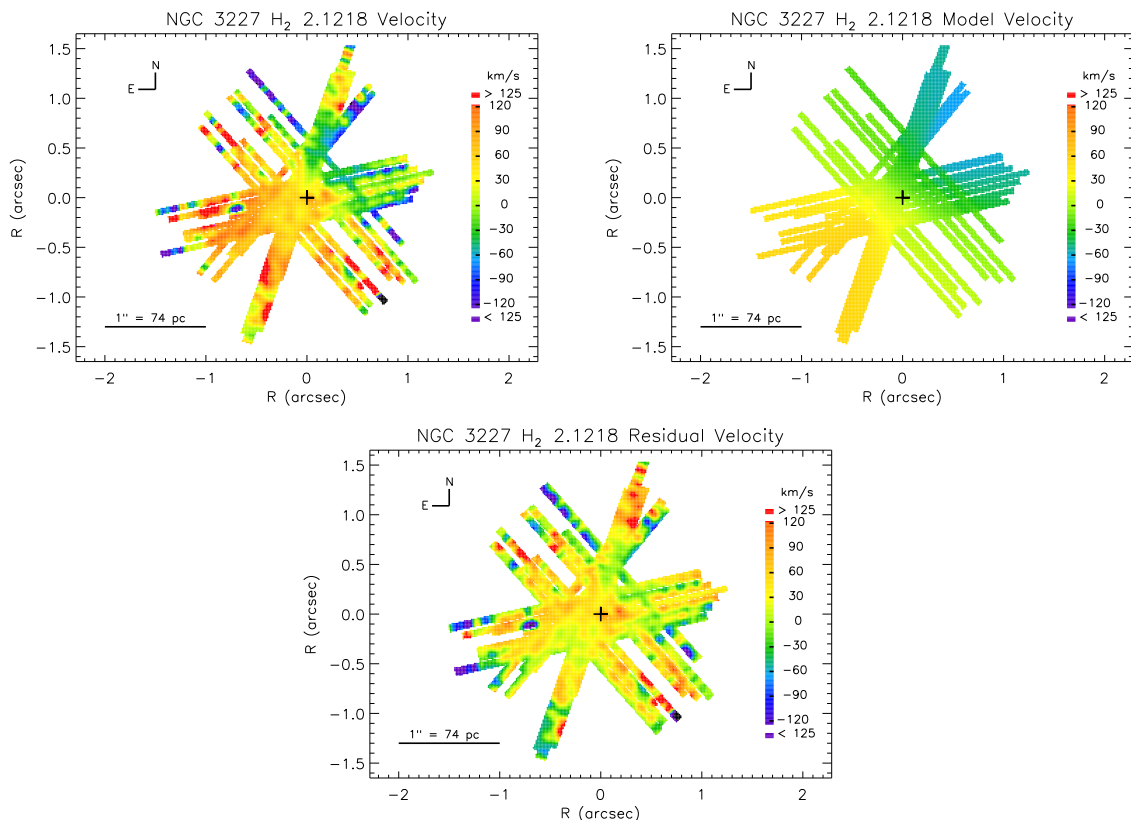 NGC 3227 H₂ 2.1218 Velocity
N
E
km/s
> 125
120
90
60
30
0
−30
−60
−90
−120
< 125
1.5
1.0
0.5
0.0
−0.5
−1.0
−1.5
R (arcsec)
1" = 74 pc
−2 −1 0 1 2
R (arcsec)
NGC 3227 H₂ 2.1218 Model Velocity
N
E
km/s
> 125
120
90
60
30
0
−30
−60
−90
−120
< 125
1.5
1.0
0.5
0.0
−0.5
−1.0
−1.5
R (arcsec)
1" = 74 pc
−2 −1 0 1 2
R (arcsec)
NGC 3227 H₂ 2.1218 Residual Velocity
N
E
km/s
> 125
120
90
60
30
0
−30
−60
−90
−120
< 125
1.5
1.0
0.5
0.0
−0.5
−1.0
−1.5
R (arcsec)
1" = 74 pc
−2 −1 0 1 2
R (arcsec)